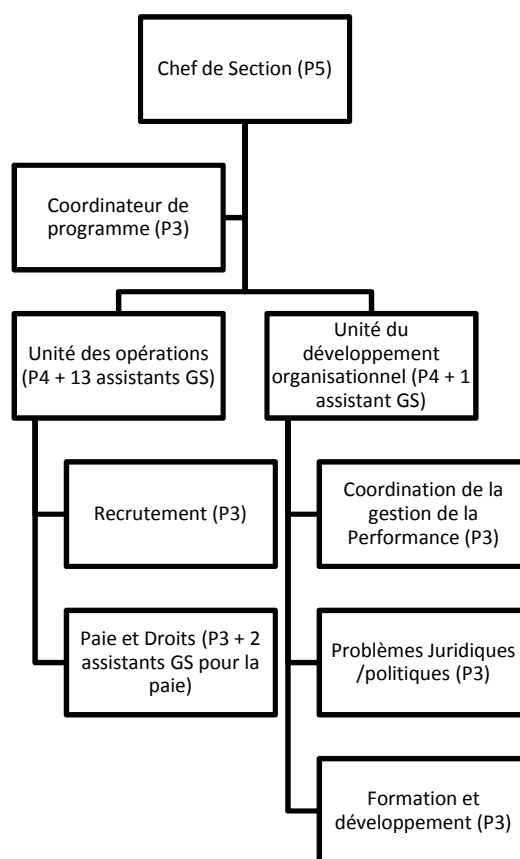 Chef de Section (P5)
Coordinateur de
programme (P3)
Unité des opérations
(P4 + 13 assistants GS)
Unité du
développement
organisationnel (P4 + 1
assistant GS)
Recrutement (P3)
Paie et Droits (P3 + 2
assistants GS pour la
paie)
Coordination de la
gestion de la
Performance (P3)
Problèmes Juridiques
/politiques (P3)
Formation et
développement (P3)